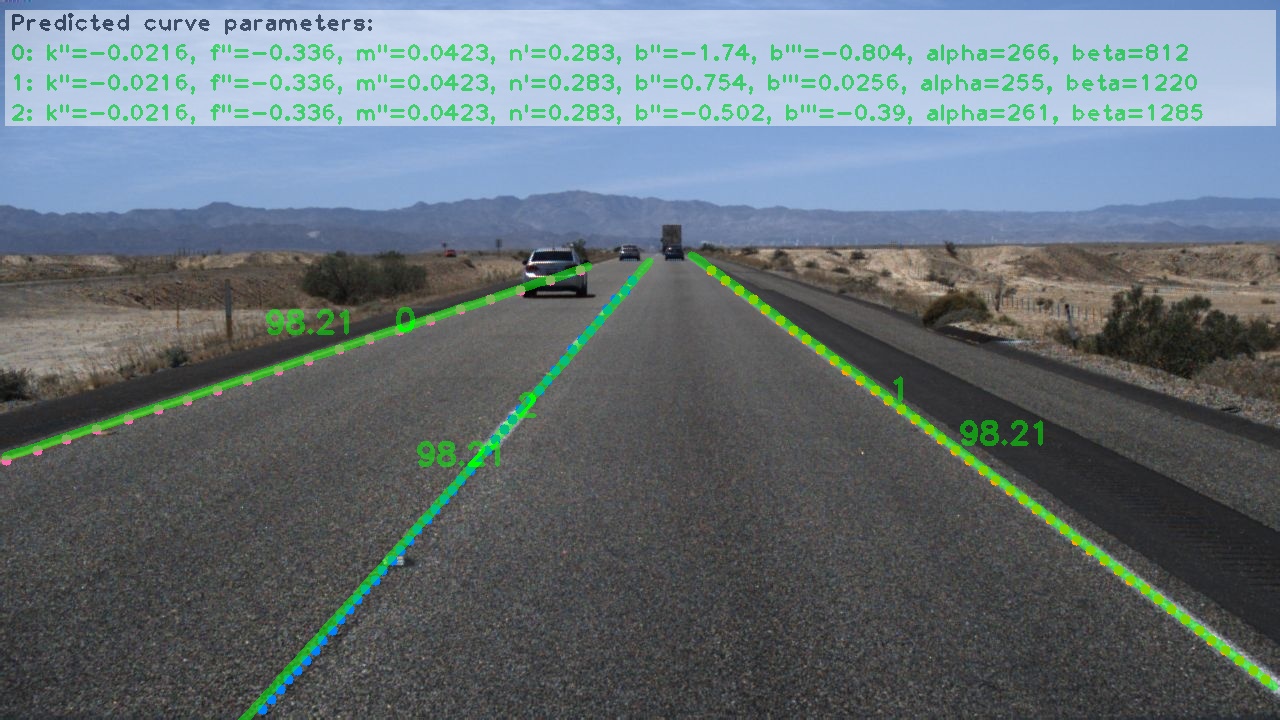 Predicted curve parameters:
0: k''=-0.0216, f''=-0.336, m''=0.0423, n'=0.283, b''=-1.74, b'''=-0.804, alpha=266, beta=812
1: k''=-0.0216, f''=-0.336, m''=0.0423, n'=0.283, b''=0.754, b'''=0.0256, alpha=255, beta=1220
2: k''=-0.0216, f''=-0.336, m''=0.0423, n'=0.283, b''=-0.502, b'''=-0.39, alpha=261, beta=1285
98.21 0
1
2
98.21
98.21